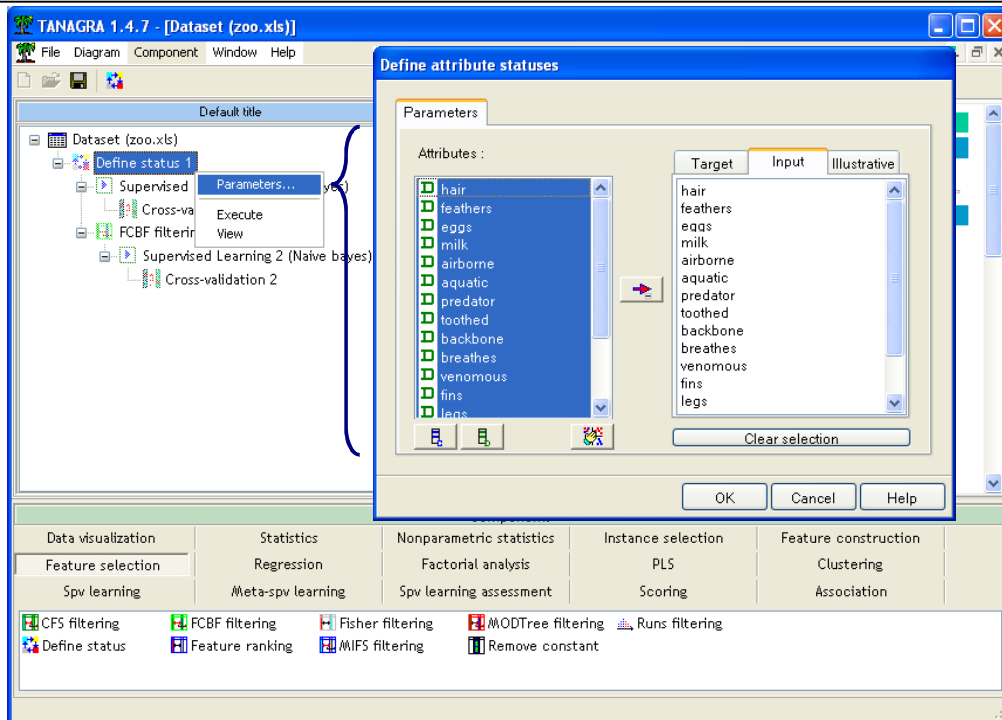 TANAGRA 1.4.7 - [Dataset (zoo.xls)]
File Diagram Component Window Help
Default title
Dataset (zoo.xls)
Define status 1
Supervised yes)
Cross-va
FCBF filterin
Supervised Learning 2 (Naive bayes)
Cross-validation 2
Parameters...
Execute
View
Define attribute statuses
Parameters
Attributes :
hair
feathers
eggs
milk
airborne
aquatic
predator
toothed
backbone
breathes
venomous
fins
legs
Target Input Illustrative
hair
feathers
eggs
milk
airborne
aquatic
predator
toothed
backbone
breathes
venomous
fins
legs
Clear selection
OK Cancel Help
Data visualization Statistics Nonparametric statistics Instance selection Feature construction
Feature selection Regression Factorial analysis PLS Clustering
Spv learning Meta-spv learning Spv learning assessment Scoring Association
CFS filtering FCBF filtering Fisher filtering MODTree filtering Runs filtering
Define status Feature ranking MIFS filtering Remove constant